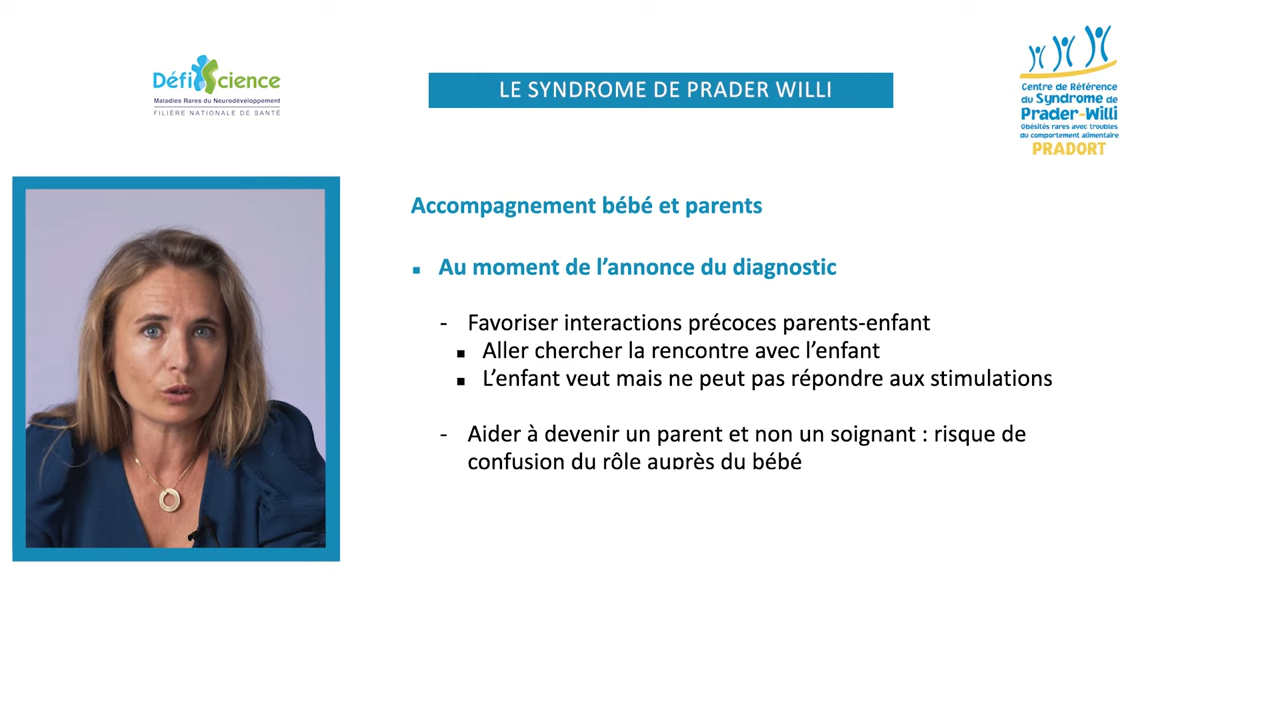 DéfiScience
Maladies Rares du Neurodéveloppement
FILIÈRE NATIONALE DE SANTÉ
LE SYNDROME DE PRADER WILLI
Centre de Référence
du Syndrome de
Prader-Willi
Obésités rares avec troubles
du comportement alimentaire
PRADORT
Accompagnement bébé et parents
▪ Au moment de l’annonce du diagnostic
- Favoriser interactions précoces parents-enfant
▪ Aller chercher la rencontre avec l’enfant
▪ L’enfant veut mais ne peut pas répondre aux stimulations
- Aider à devenir un parent et non un soignant : risque de
confusion du rôle auprès du bébé